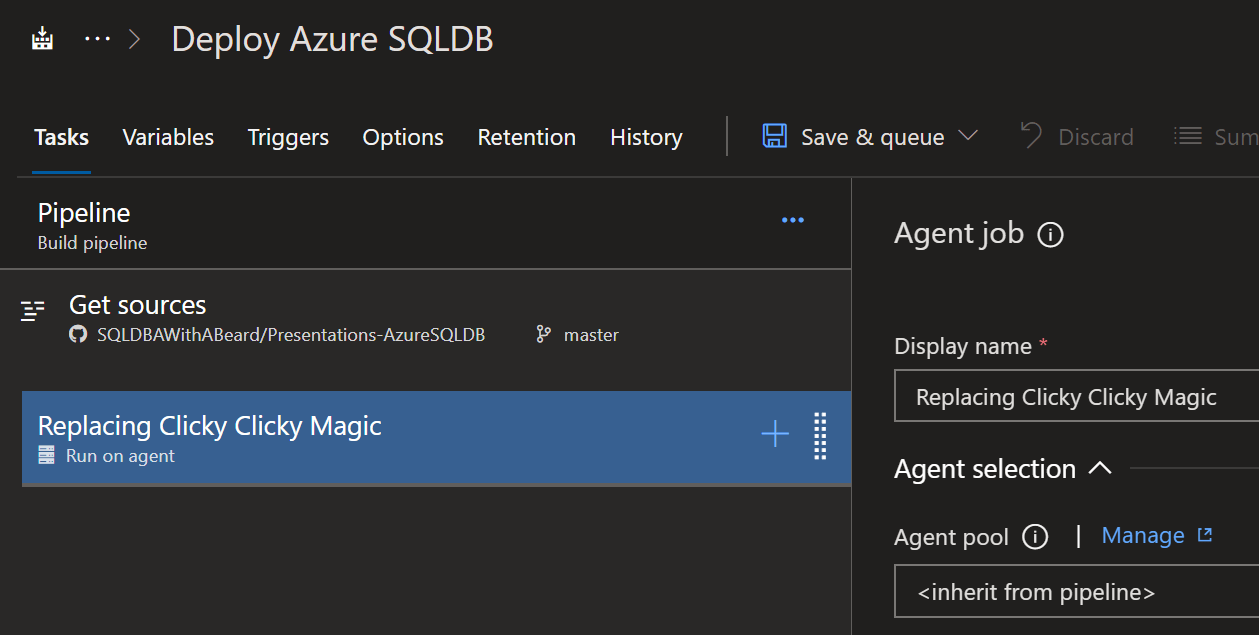 Deploy Azure SQLDB
Tasks Variables Triggers Options Retention History Save & queue Discard Sum
Pipeline
Build pipeline
Agent job
Get sources
SQLDBAWithABeard/Presentations-AzureSQLDB master
Display name *
Replacing Clicky Clicky Magic
Replacing Clicky Clicky Magic
Run on agent
Agent selection
Agent pool | Manage
<inherit from pipeline>